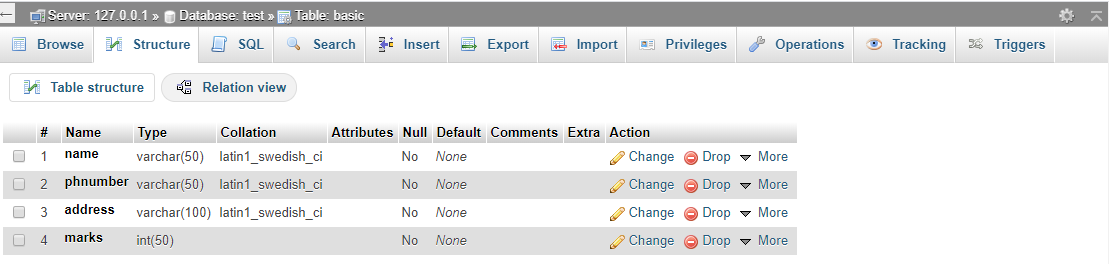 Server: 127.0.0.1 » Database: test » Table: basic
Browse Structure SQL Search Insert Export Import Privileges Operations Tracking Triggers
Table structure Relation view
# Name Type Collation Attributes Null Default Comments Extra Action
1 name varchar(50) latin1_swedish_ci No None Change Drop More
2 phnumber varchar(50) latin1_swedish_ci No None Change Drop More
3 address varchar(100) latin1_swedish_ci No None Change Drop More
4 marks int(50) No None Change Drop More